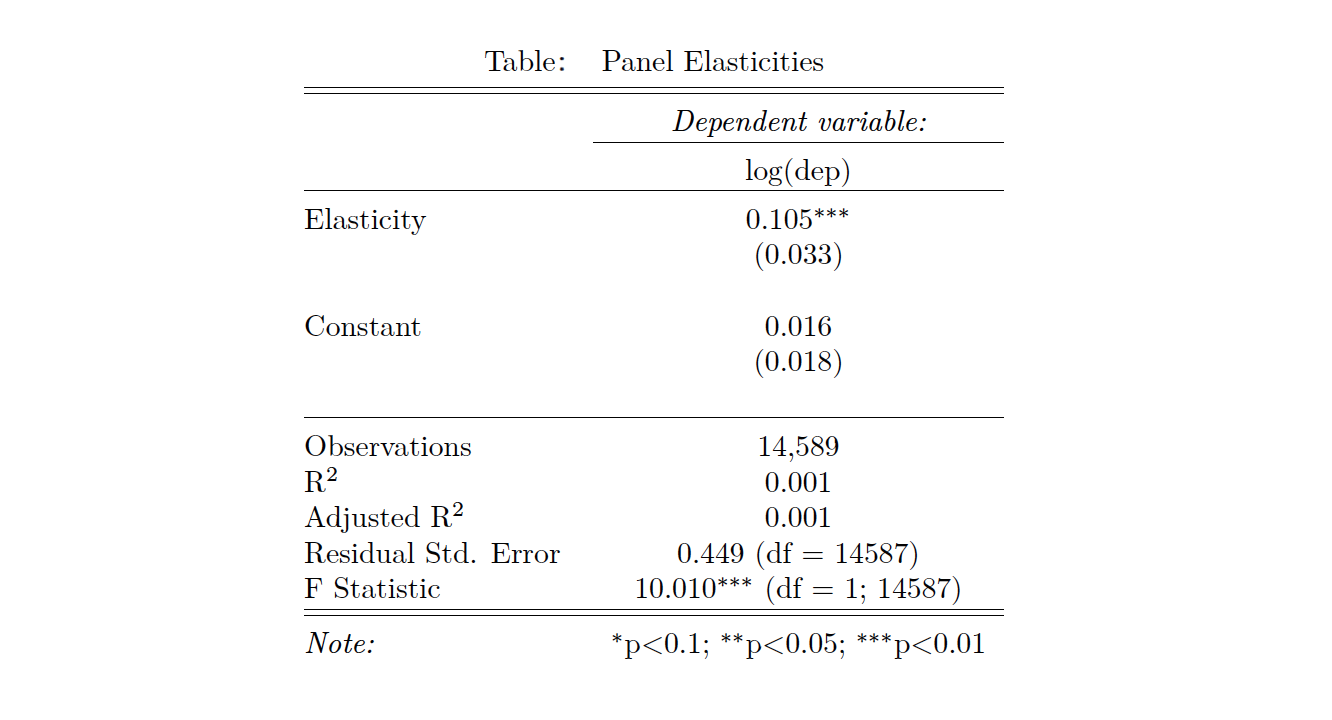 Table: Panel Elasticities
Dependent variable:
log(dep)
Elasticity 0.105***
(0.033)
Constant 0.016
(0.018)
Observations 14,589
R² 0.001
Adjusted R² 0.001
Residual Std. Error 0.449 (df = 14587)
F Statistic 10.010*** (df = 1; 14587)
Note: *p<0.1; **p<0.05; ***p<0.01